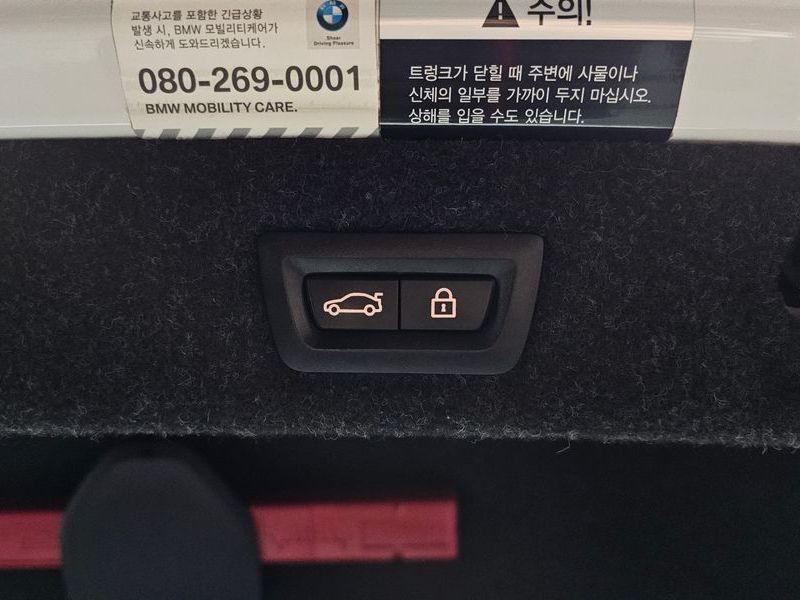 교통사고를 포함한 긴급상황
발생 시, BMW 모빌리티케어가
신속하게 도와드리겠습니다.
Sheer
Driving Pleasure
080-269-0001
BMW MOBILITY CARE.
주의!
트렁크가 닫힐 때 주변에 사물이나
신체의 일부를 가까이 두지 마십시오.
상해를 입을 수도 있습니다.